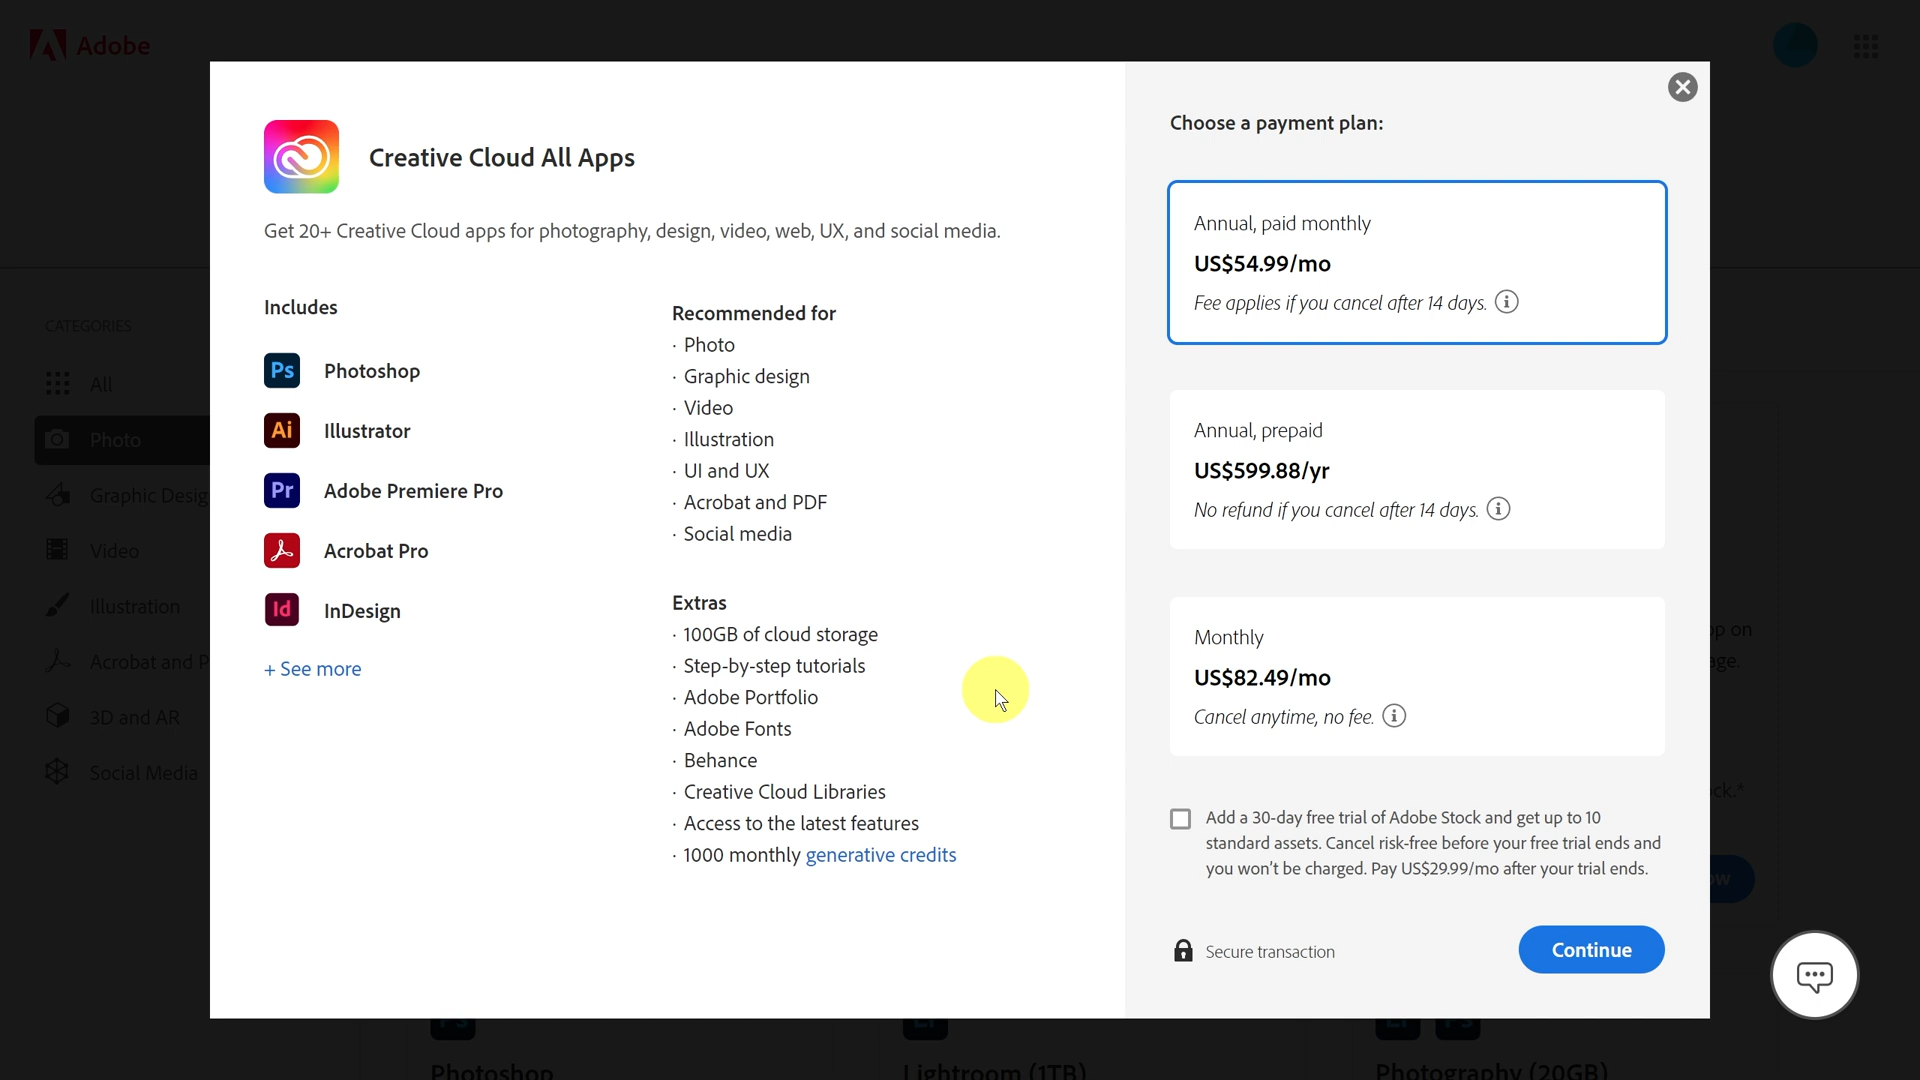 Adobe
CATEGORIES
All
Photo
Graphic Desig
Video
Illustration
Acrobat and P
3D and AR
Social Media
Creative Cloud All Apps
Get 20+ Creative Cloud apps for photography, design, video, web, UX, and social media.
Includes
Ps Photoshop
Ai Illustrator
Pr Adobe Premiere Pro
Acrobat Pro
Id InDesign
+ See more
Recommended for
· Photo
· Graphic design
· Video
· Illustration
· UI and UX
· Acrobat and PDF
· Social media
Extras
· 100GB of cloud storage
· Step-by-step tutorials
· Adobe Portfolio
· Adobe Fonts
· Behance
· Creative Cloud Libraries
· Access to the latest features
· 1000 monthly generative credits
Choose a payment plan:
Annual, paid monthly
US$54.99/mo
Fee applies if you cancel after 14 days.
Annual, prepaid
US$599.88/yr
No refund if you cancel after 14 days.
Monthly
US$82.49/mo
Cancel anytime, no fee.
Add a 30-day free trial of Adobe Stock and get up to 10
standard assets. Cancel risk-free before your free trial ends and
you won't be charged. Pay US$29.99/mo after your trial ends.
Secure transaction
Continue
Photoshop
Lightroom (1TB)
Photography (20GB)